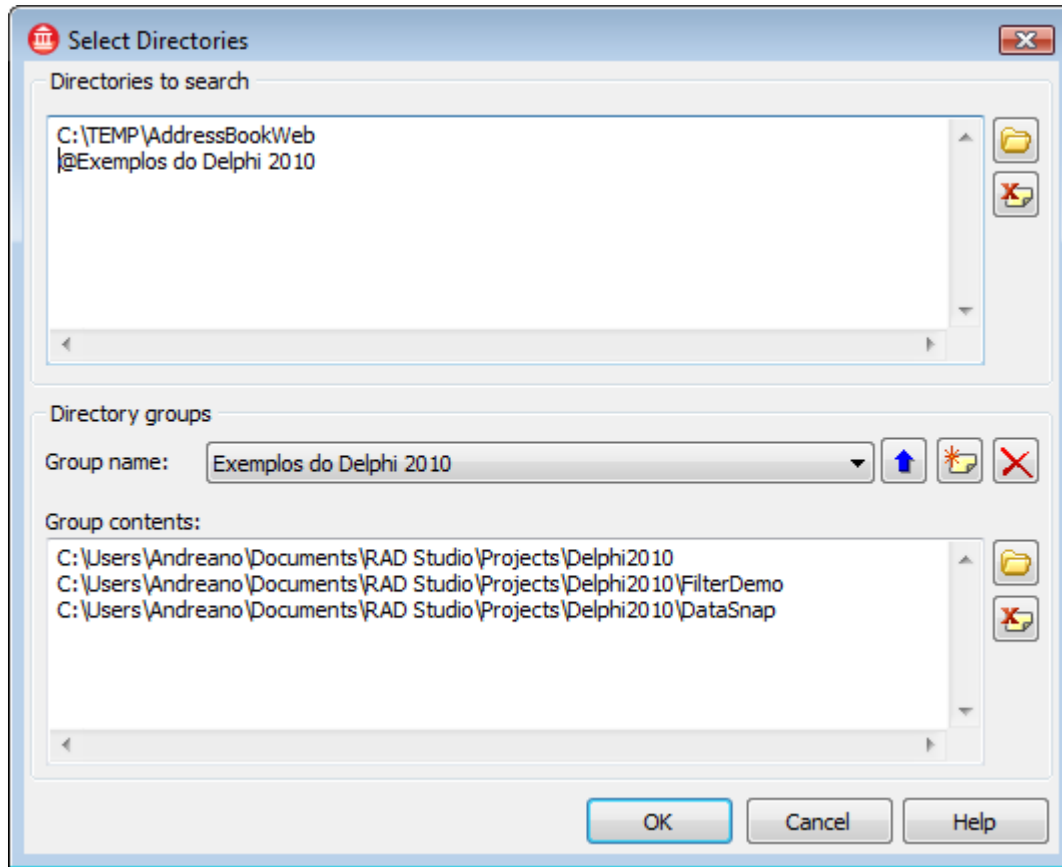 Select Directories
Directories to search
C:\TEMP\AddressBookWeb
@Exemplos do Delphi 2010
Directory groups
Group name: Exemplos do Delphi 2010
Group contents:
C:\Users\Andreano\Documents\RAD Studio\Projects\Delphi2010
C:\Users\Andreano\Documents\RAD Studio\Projects\Delphi2010\FilterDemo
C:\Users\Andreano\Documents\RAD Studio\Projects\Delphi2010\DataSnap
OK Cancel Help